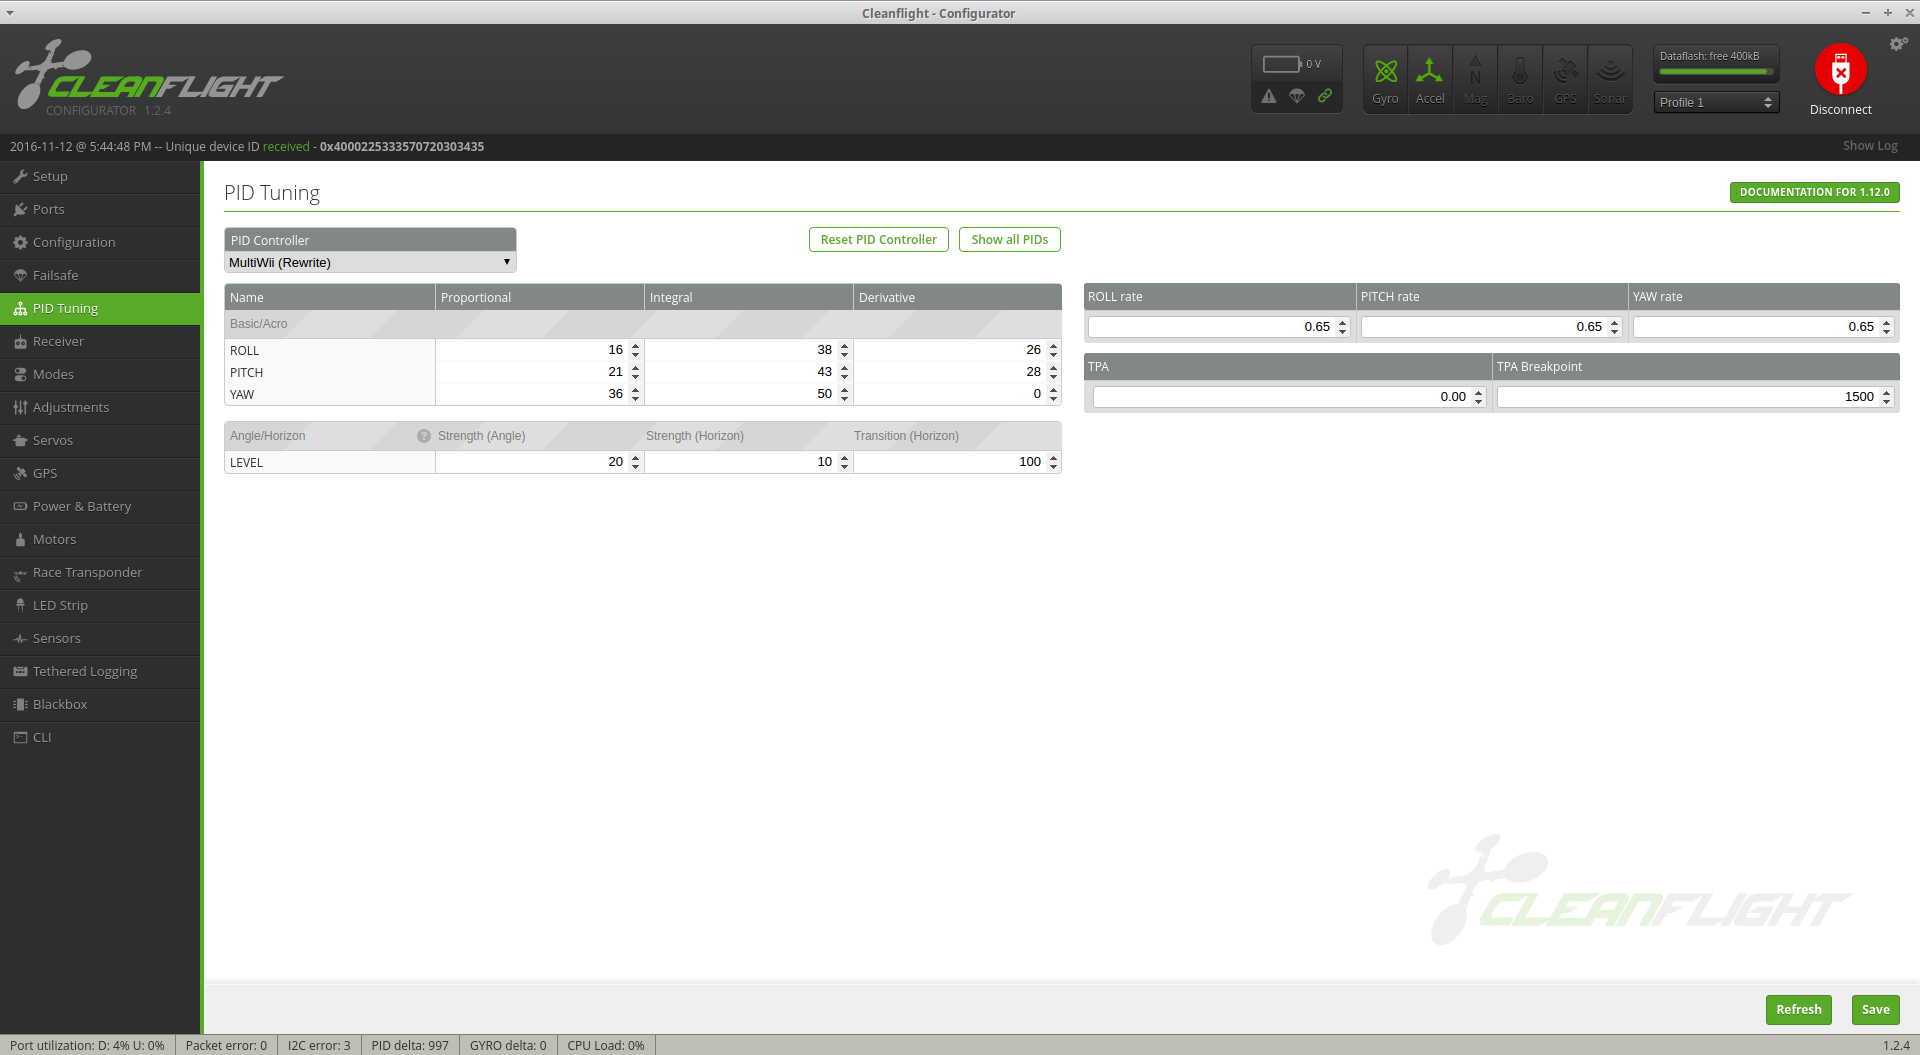 Cleanflight - Configurator
CLEANFLIGHT
CONFIGURATOR 1.2.4
0 V
Gyro Accel Mag Baro GPS Sonar
Dataflash: free 400kB
Profile 1
Disconnect
2016-11-12 @ 5:44:48 PM -- Unique device ID received - 0x4000225333570720303435
Show Log
Setup
Ports
Configuration
Failsafe
PID Tuning
Receiver
Modes
Adjustments
Servos
GPS
Power & Battery
Motors
Race Transponder
LED Strip
Sensors
Tethered Logging
Blackbox
CLI
PID Tuning
DOCUMENTATION FOR 1.12.0
PID Controller
MultiWii (Rewrite)
Reset PID Controller
Show all PIDs
Name Proportional Integral Derivative
Basic/Acro
ROLL 16 38 26
PITCH 21 43 28
YAW 36 50 0
Angle/Horizon ? Strength (Angle) Strength (Horizon) Transition (Horizon)
LEVEL 20 10 100
ROLL rate PITCH rate YAW rate
0.65 0.65 0.65
TPA TPA Breakpoint
0.00 1500
CLEANFLIGHT
Refresh Save
Port utilization: D: 4% U: 0% Packet error: 0 I2C error: 3 PID delta: 997 GYRO delta: 0 CPU Load: 0% 1.2.4